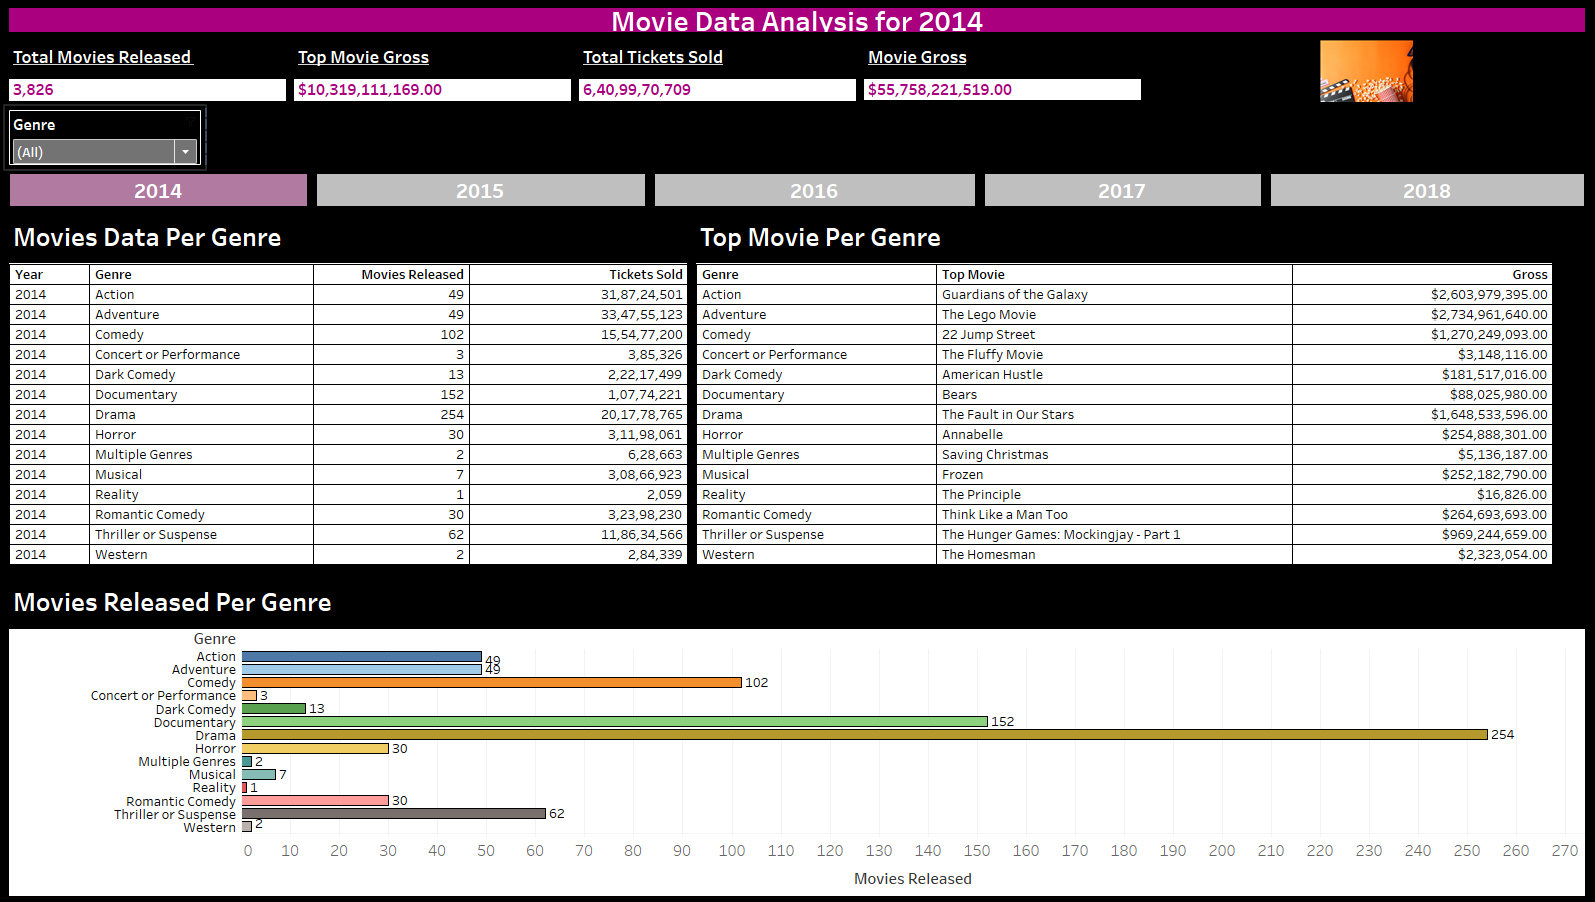 Movie Data Analysis for 2014
Total Movies Released Top Movie Gross Total Tickets Sold Movie Gross
3,826 $10,319,111,169.00 6,40,99,70,709 $55,758,221,519.00
Genre
(All)
2014 2015 2016 2017 2018
Movies Data Per Genre
Year Genre Movies Released Tickets Sold
2014 Action 49 31,87,24,501
2014 Adventure 49 33,47,55,123
2014 Comedy 102 15,54,77,200
2014 Concert or Performance 3 3,85,326
2014 Dark Comedy 13 2,22,17,499
2014 Documentary 152 1,07,74,221
2014 Drama 254 20,17,78,765
2014 Horror 30 3,11,98,061
2014 Multiple Genres 2 6,28,663
2014 Musical 7 3,08,66,923
2014 Reality 1 2,059
2014 Romantic Comedy 30 3,23,98,230
2014 Thriller or Suspense 62 11,86,34,566
2014 Western 2 2,84,339
Top Movie Per Genre
Genre Top Movie Gross
Action Guardians of the Galaxy $2,603,979,395.00
Adventure The Lego Movie $2,734,961,640.00
Comedy 22 Jump Street $1,270,249,093.00
Concert or Performance The Fluffy Movie $3,148,116.00
Dark Comedy American Hustle $181,517,016.00
Documentary Bears $88,025,980.00
Drama The Fault in Our Stars $1,648,533,596.00
Horror Annabelle $254,888,301.00
Multiple Genres Saving Christmas $5,136,187.00
Musical Frozen $252,182,790.00
Reality The Principle $16,826.00
Romantic Comedy Think Like a Man Too $264,693,693.00
Thriller or Suspense The Hunger Games: Mockingjay - Part 1 $969,244,659.00
Western The Homesman $2,323,054.00
Movies Released Per Genre
Genre
Action 49
Adventure 49
Comedy 102
Concert or Performance 3
Dark Comedy 13
Documentary 152
Drama 254
Horror 30
Multiple Genres 2
Musical 7
Reality 1
Romantic Comedy 30
Thriller or Suspense 62
Western 2
0 10 20 30 40 50 60 70 80 90 100 110 120 130 140 150 160 170 180 190 200 210 220 230 240 250 260 270
Movies Released